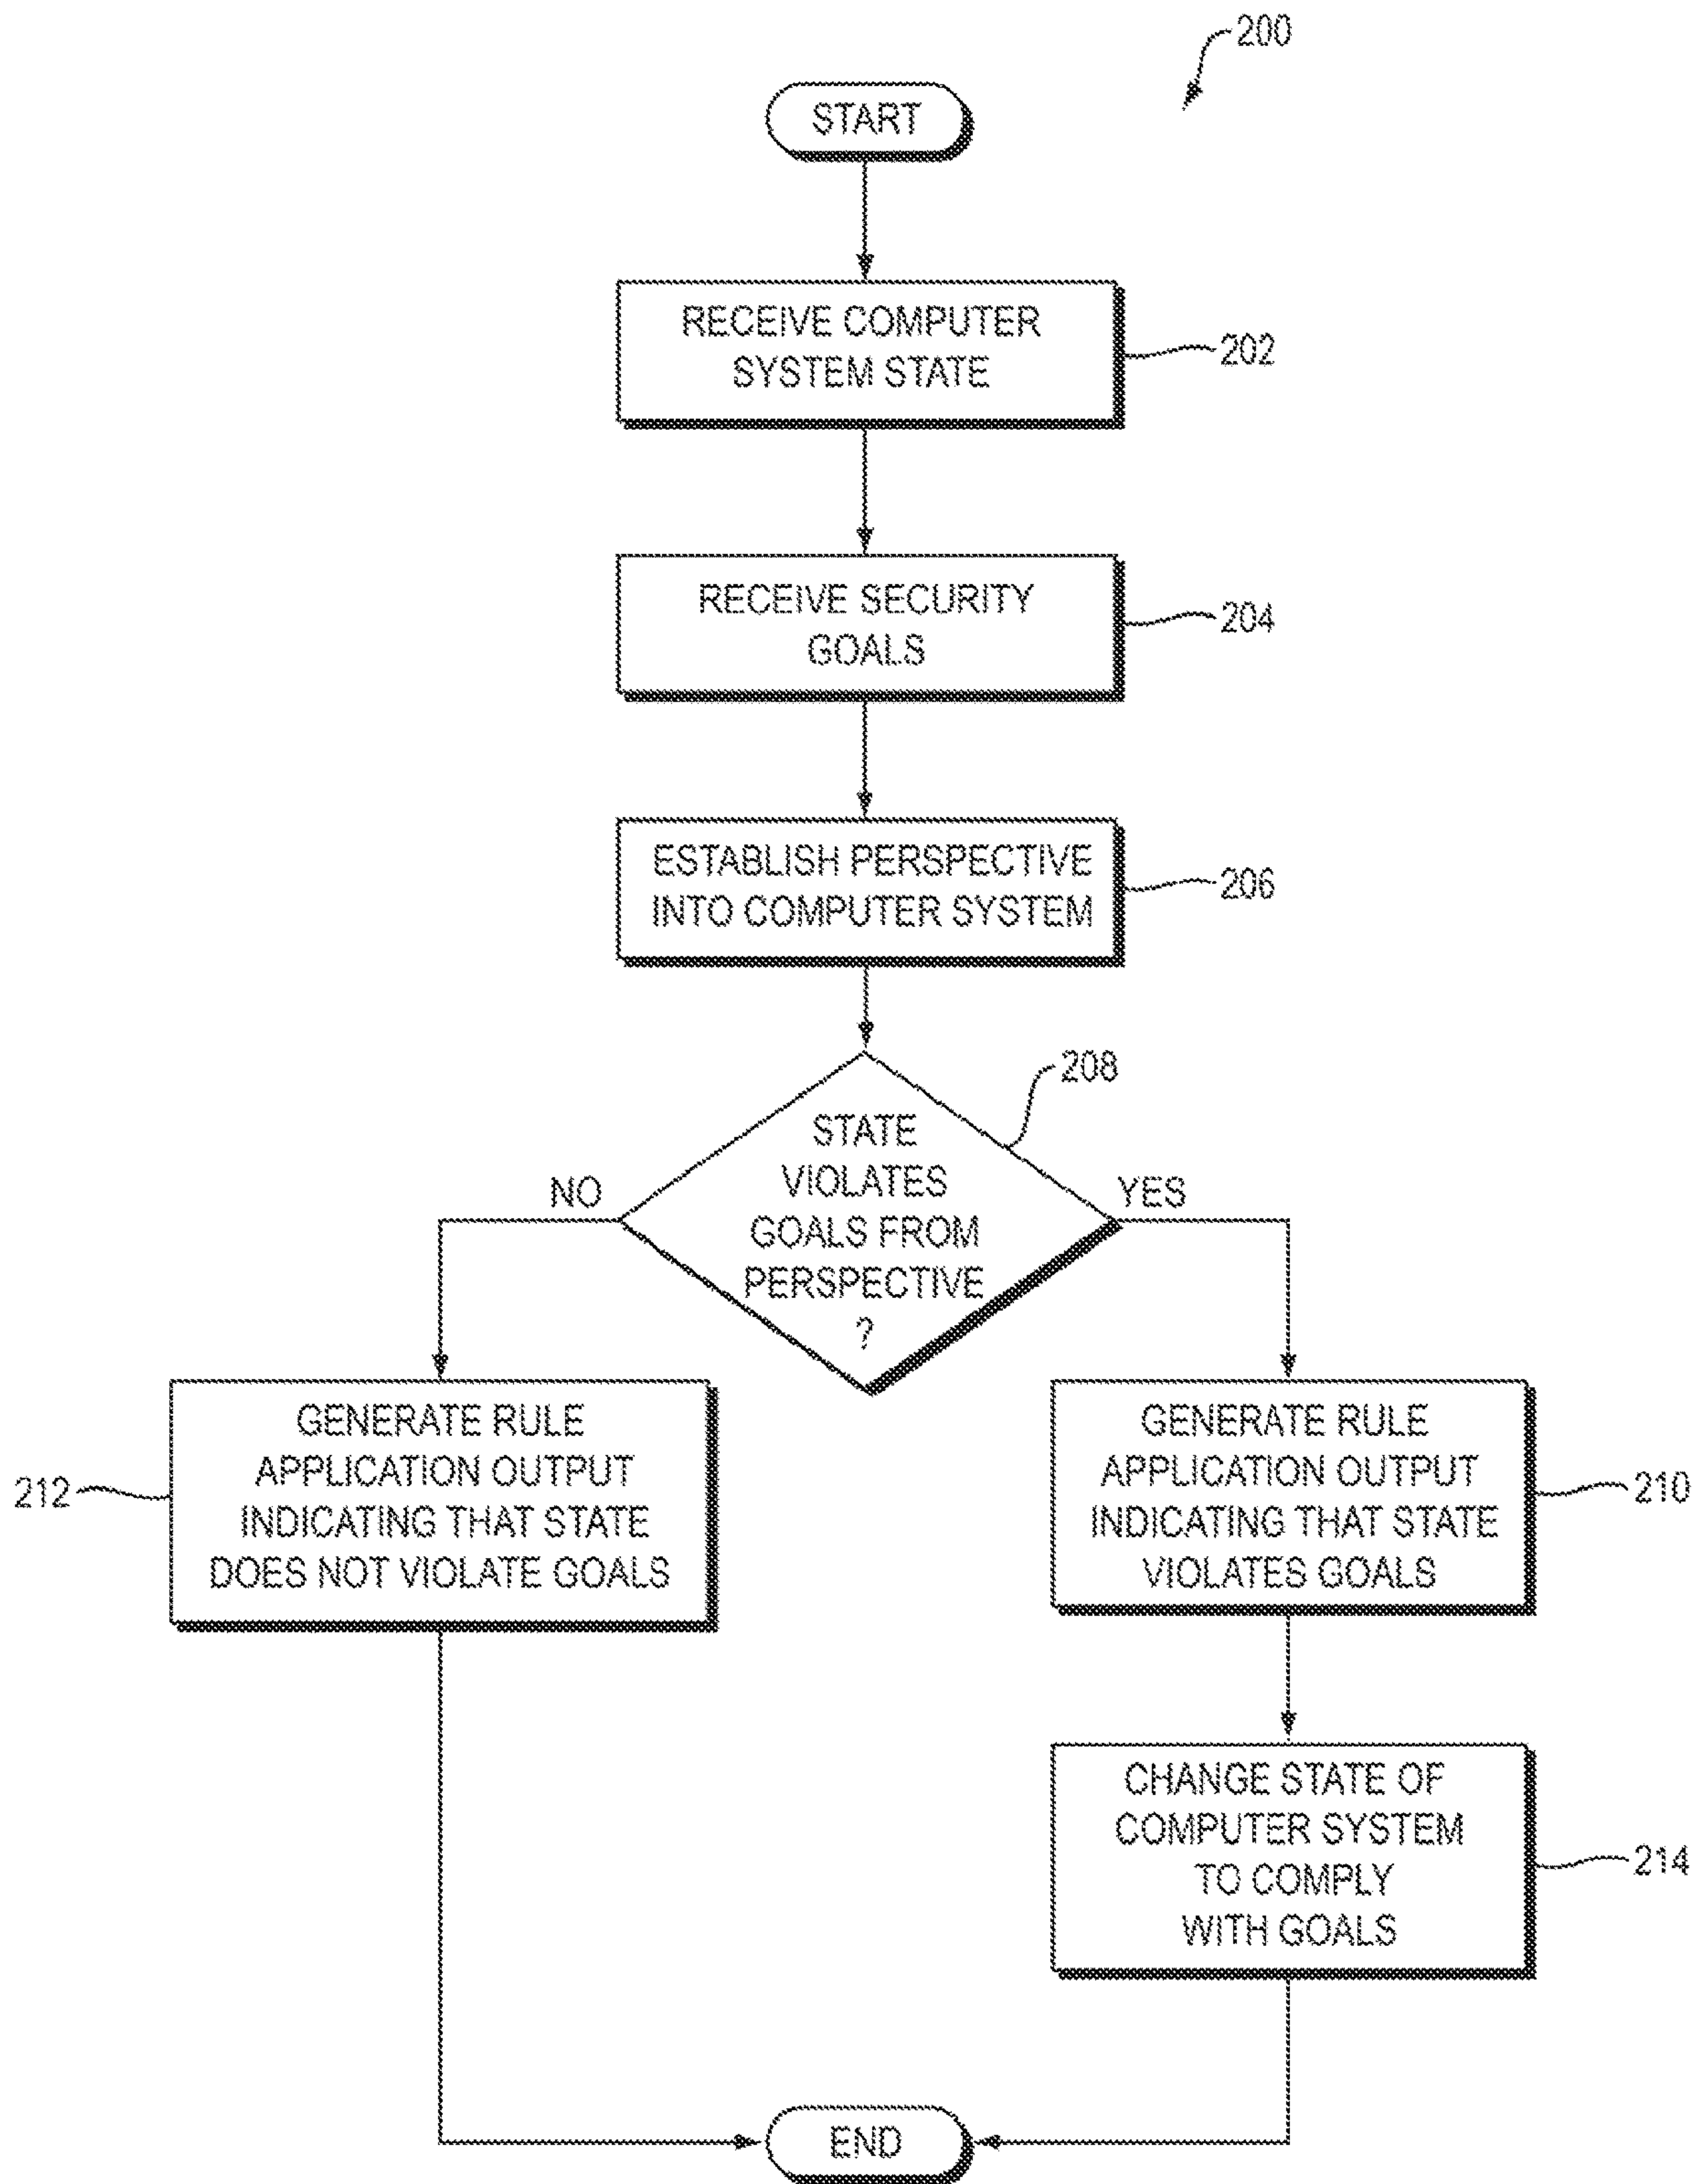 200
START
RECEIVE COMPUTER
SYSTEM STATE
202
RECEIVE SECURITY
GOALS
204
ESTABLISH PERSPECTIVE
INTO COMPUTER SYSTEM
206
208
STATE
VIOLATES
GOALS FROM
PERSPECTIVE
?
NO
YES
GENERATE RULE
APPLICATION OUTPUT
INDICATING THAT STATE
DOES NOT VIOLATE GOALS
212
GENERATE RULE
APPLICATION OUTPUT
INDICATING THAT STATE
VIOLATES GOALS
210
CHANGE STATE OF
COMPUTER SYSTEM
TO COMPLY
WITH GOALS
214
END